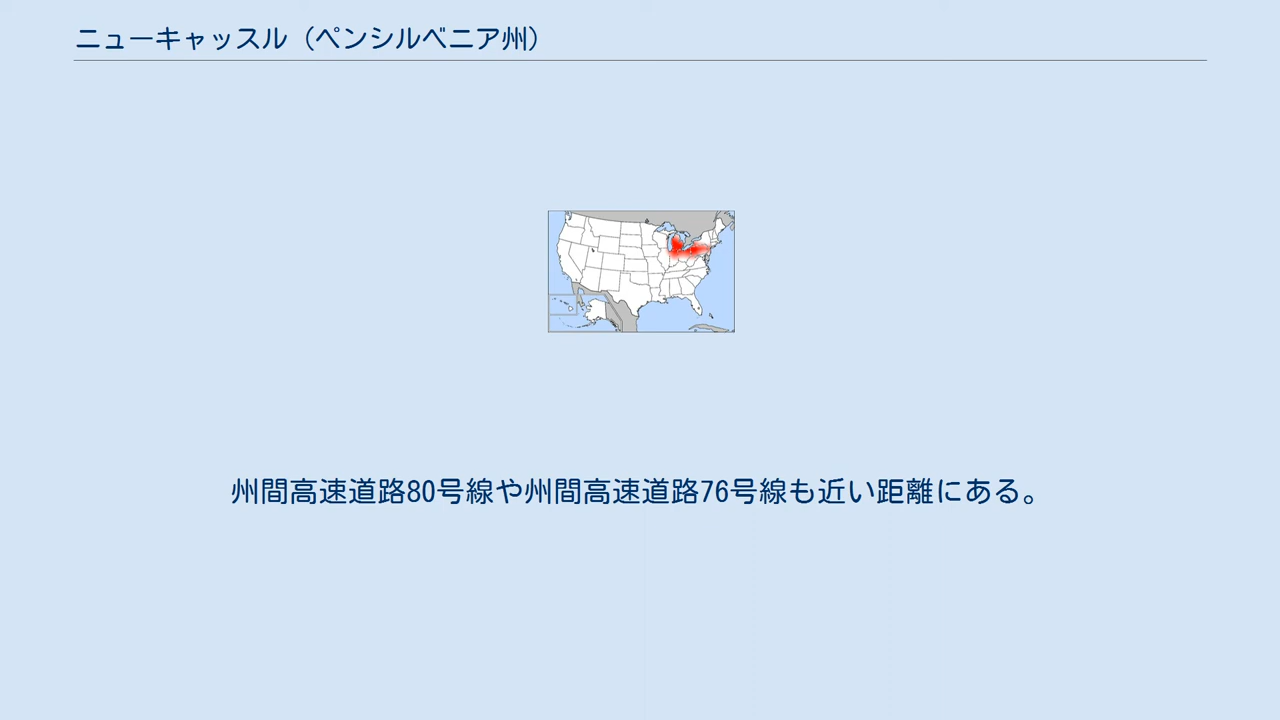 ニューキャッスル（ペンシルベニア州）
州間高速道路80号線や州間高速道路76号線も近い距離にある。